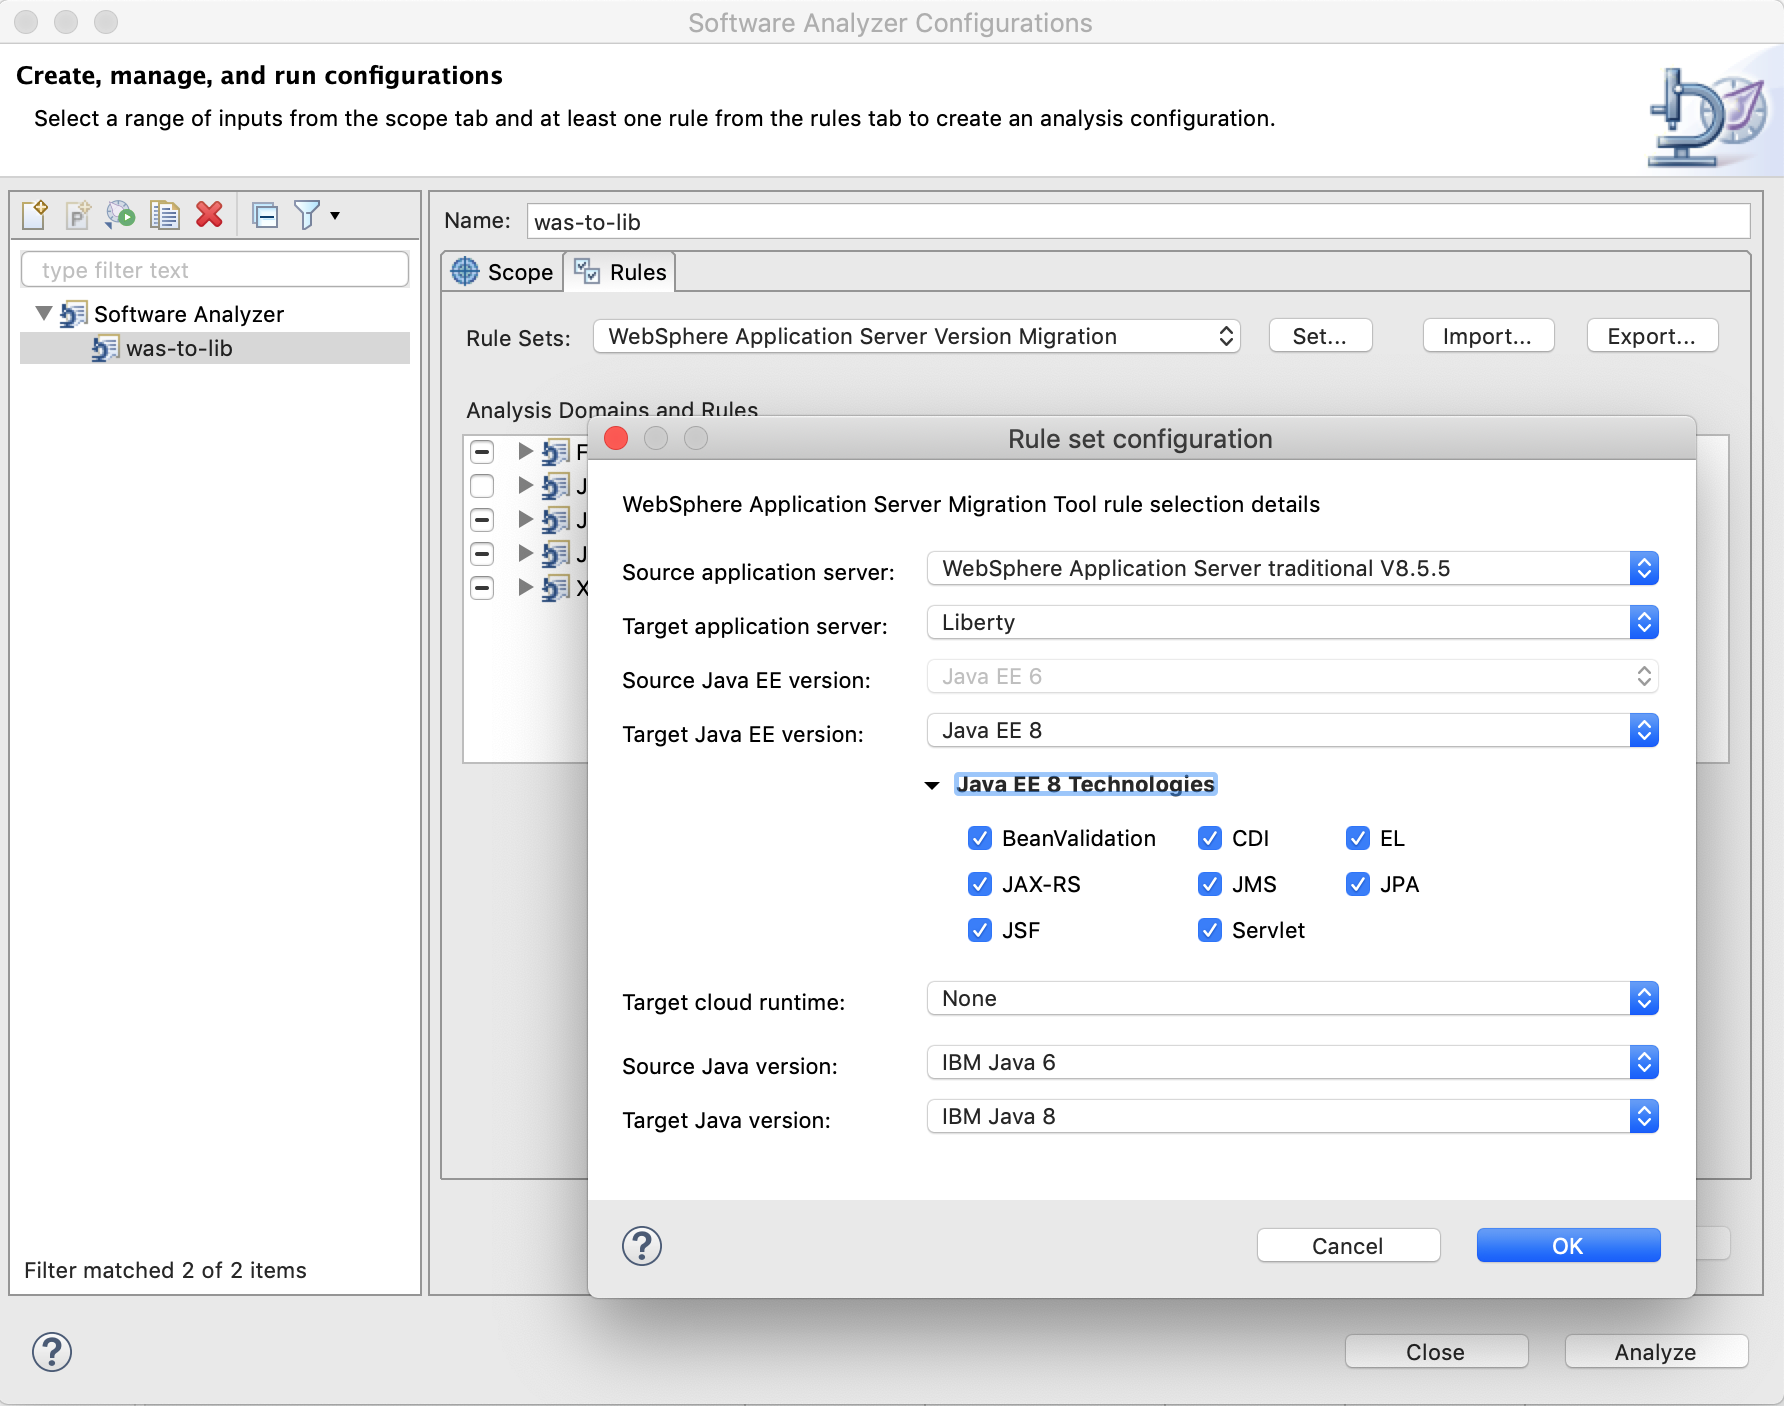 Software Analyzer Configurations
Create, manage, and run configurations
Select a range of inputs from the scope tab and at least one rule from the rules tab to create an analysis configuration.
type filter text
Software Analyzer
was-to-lib
Filter matched 2 of 2 items
Name: was-to-lib
Scope Rules
Rule Sets: WebSphere Application Server Version Migration Set... Import... Export...
Analysis Domains and Rules
F
J
J
J
X
Rule set configuration
WebSphere Application Server Migration Tool rule selection details
Source application server: WebSphere Application Server traditional V8.5.5
Target application server: Liberty
Source Java EE version: Java EE 6
Target Java EE version: Java EE 8
Java EE 8 Technologies
BeanValidation CDI EL
JAX-RS JMS JPA
JSF Servlet
Target cloud runtime: None
Source Java version: IBM Java 6
Target Java version: IBM Java 8
? Cancel OK
? Close Analyze